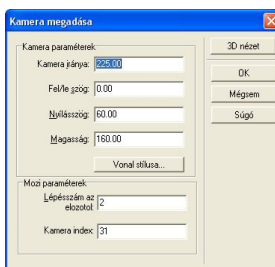 Kamera megadása
Kamera paraméterek
Kamera iránya: 225.00
Fel/le szög: 0.00
Nyílásszög: 60.00
Magasság: 160.00
Vonal stílusa...
Mozi paraméterek
Lépésszám az
elozotol: 2
Kamera index: 31
3D nézet
OK
Mégsem
Súgó